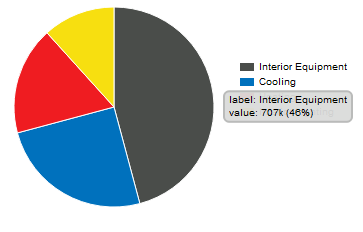 Interior Equipment
Cooling
label: Interior Equipment
value: 707k (46%)